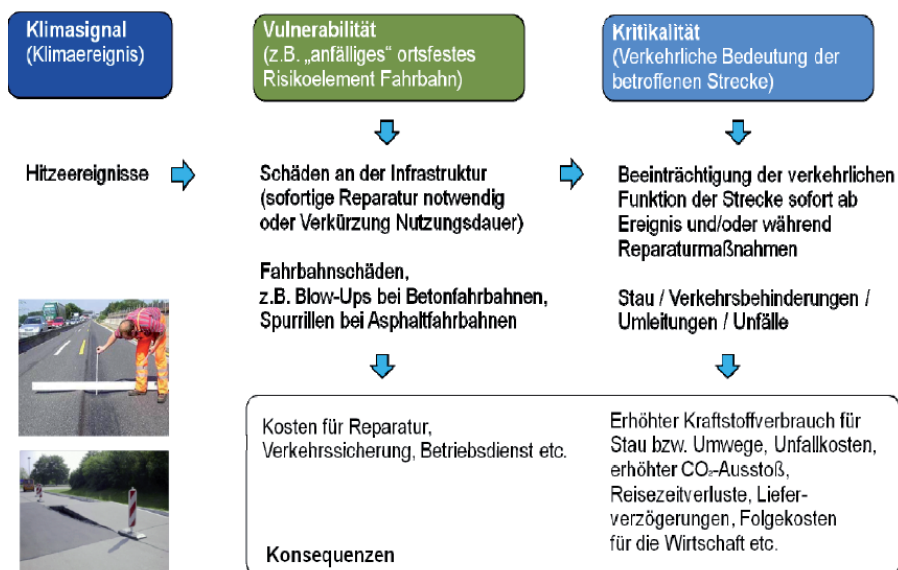 Klimasignal
(Klimaereignis)
Vulnerabilität
(z.B. „anfälliges“ ortsfestes
Risikoelement Fahrbahn)
Kritikalität
(Verkehrliche Bedeutung der
betroffenen Strecke)
Hitzeereignisse
Schäden an der Infrastruktur
(sofortige Reparatur notwendig
oder Verkürzung Nutzungsdauer)
Fahrbahnschäden,
z.B. Blow-Ups bei Betonfahrbahnen,
Spurrillen bei Asphaltfahrbahnen
Beeinträchtigung der verkehrlichen
Funktion der Strecke sofort ab
Ereignis und/oder während
Reparaturmaßnahmen
Stau / Verkehrsbehinderungen /
Umleitungen / Unfälle
Kosten für Reparatur,
Verkehrssicherung, Betriebsdienst etc.
Erhöhter Kraftstoffverbrauch für
Stau bzw. Umwege, Unfallkosten,
erhöhter CO₂-Ausstoß,
Reisezeitverluste, Liefer-
verzögerungen, Folgekosten
für die Wirtschaft etc.
Konsequenzen